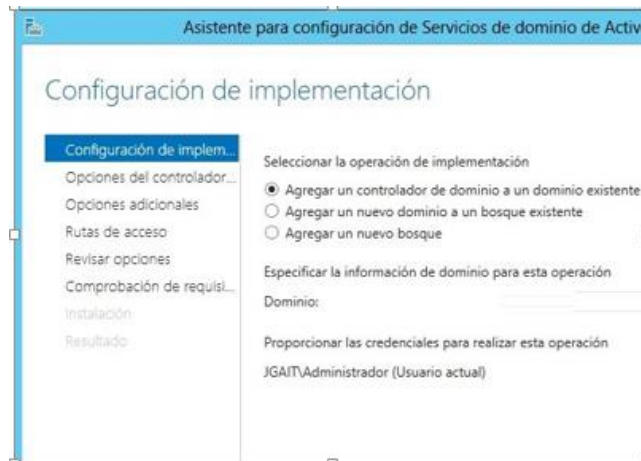 Asistente para configuración de Servicios de dominio de Activ
Configuración de implementación
Configuración de implem...
Opciones del controlador...
Opciones adicionales
Rutas de acceso
Revisar opciones
Comprobación de requisi...
Instalación
Resultado
Seleccionar la operación de implementación
Agregar un controlador de dominio a un dominio existente
Agregar un nuevo dominio a un bosque existente
Agregar un nuevo bosque
Especificar la información de dominio para esta operación
Dominio:
Proporcionar las credenciales para realizar esta operación
JGAIT\Administrador (Usuario actual)